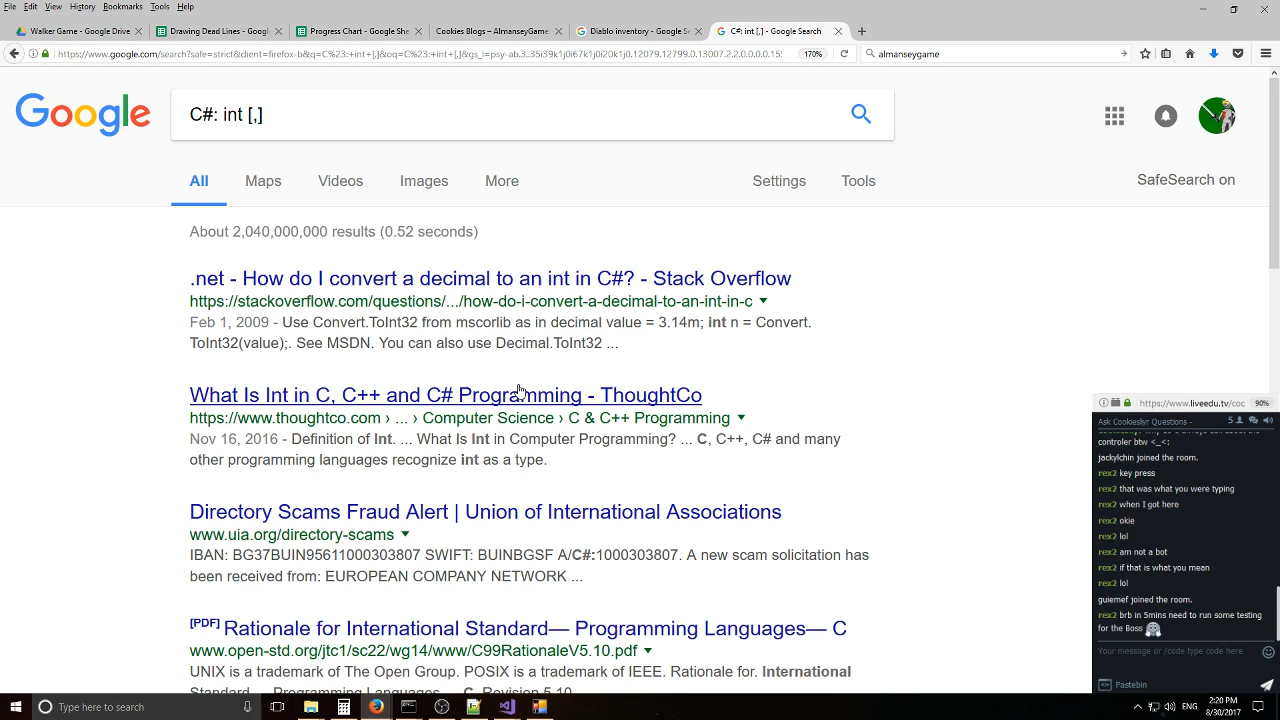 File Edit View History Bookmarks Tools Help
Walker Game - Google Drive
Drawing Dead Lines - Google
Progress Chart - Google She
Cookies Blogs – AlmanseyGam
Diablo inventory - Google S
C#: int [,] - Google Search
https://www.google.com/search?safe=strict&client=firefox-b&q=C%23:+int+[,]&oq=C%23:+int+[,]&gs_l=psy-ab.3..35i39k1j0i67k1j0j0i20k1j0.12079.12799.0.13007.2.2.0.0.0.0.15
170%
almanseygame
Google
C#: int [,]
All
Maps
Videos
Images
More
Settings
Tools
SafeSearch on
About 2,040,000,000 results (0.52 seconds)
.net - How do I convert a decimal to an int in C#? - Stack Overflow
https://stackoverflow.com/questions/.../how-do-i-convert-a-decimal-to-an-int-in-c
Feb 1, 2009 - Use Convert.ToInt32 from mscorlib as in decimal value = 3.14m; int n = Convert.
ToInt32(value);. See MSDN. You can also use Decimal.ToInt32 ...
What Is Int in C, C++ and C# Programming - ThoughtCo
https://www.thoughtco.com › ... › Computer Science › C & C++ Programming
Nov 16, 2016 - Definition of Int. ... What Is Int in Computer Programming? ... C, C++, C# and many
other programming languages recognize int as a type.
Directory Scams Fraud Alert | Union of International Associations
www.uia.org/directory-scams
IBAN: BG37BUIN95611000303807 SWIFT: BUINBGSF A/C#:1000303807. A new scam solicitation has
been received from: EUROPEAN COMPANY NETWORK ...
[PDF] Rationale for International Standard— Programming Languages— C
www.open-std.org/jtc1/sc22/wg14/www/C99RationaleV5.10.pdf
UNIX is a trademark of The Open Group. POSIX is a trademark of IEEE. Rationale for. International
Standard— Programming Languages— C. Revision 5.10
https://www.liveedu.tv/coc
90%
Ask Cookieslyr Questions -
5
controler btw <_<:
jackylchin joined the room.
rex2 key press
rex2 that was what you were typing
rex2 when I got here
rex2 okie
rex2 lol
rex2 am not a bot
rex2 if that is what you mean
rex2 lol
guiemef joined the room.
rex2 brb in 5mins need to run some testing
for the Boss
Your message or /code type code here
Pastebin
Type here to search
ENG
2:20 PM
8/30/2017